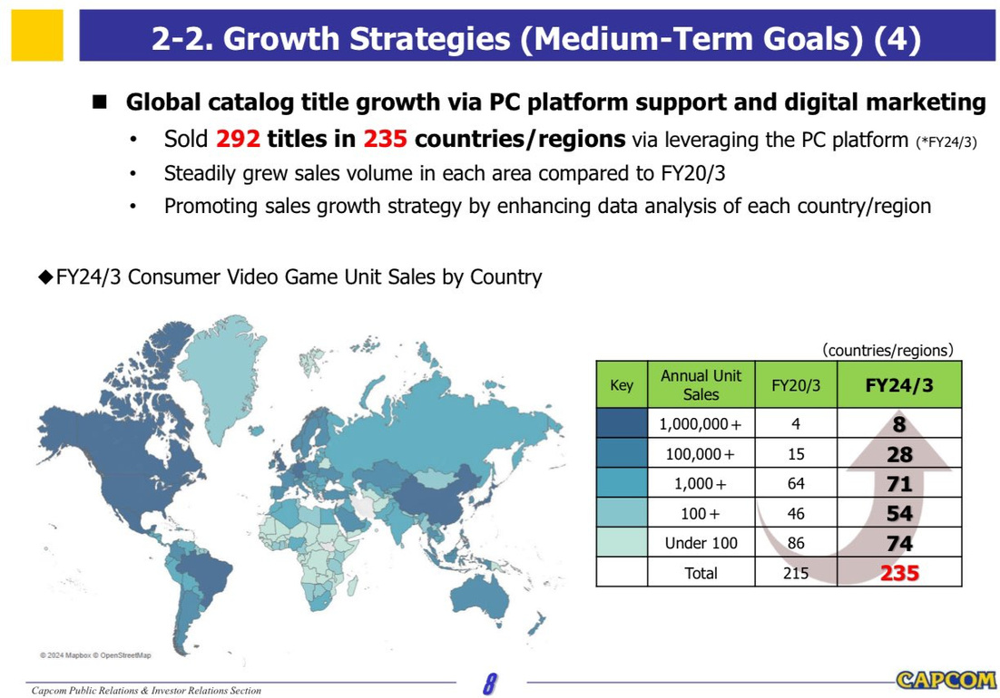 2-2. Growth Strategies (Medium-Term Goals) (4)
■ Global catalog title growth via PC platform support and digital marketing
• Sold 292 titles in 235 countries/regions via leveraging the PC platform (*FY24/3)
• Steadily grew sales volume in each area compared to FY20/3
• Promoting sales growth strategy by enhancing data analysis of each country/region
◆FY24/3 Consumer Video Game Unit Sales by Country
(countries/regions)
Key Annual Unit Sales FY20/3 FY24/3
1,000,000+ 4 8
100,000+ 15 28
1,000+ 64 71
100+ 46 54
Under 100 86 74
Total 215 235
© 2024 Mapbox © OpenStreetMap
Capcom Public Relations & Investor Relations Section
8
CAPCOM